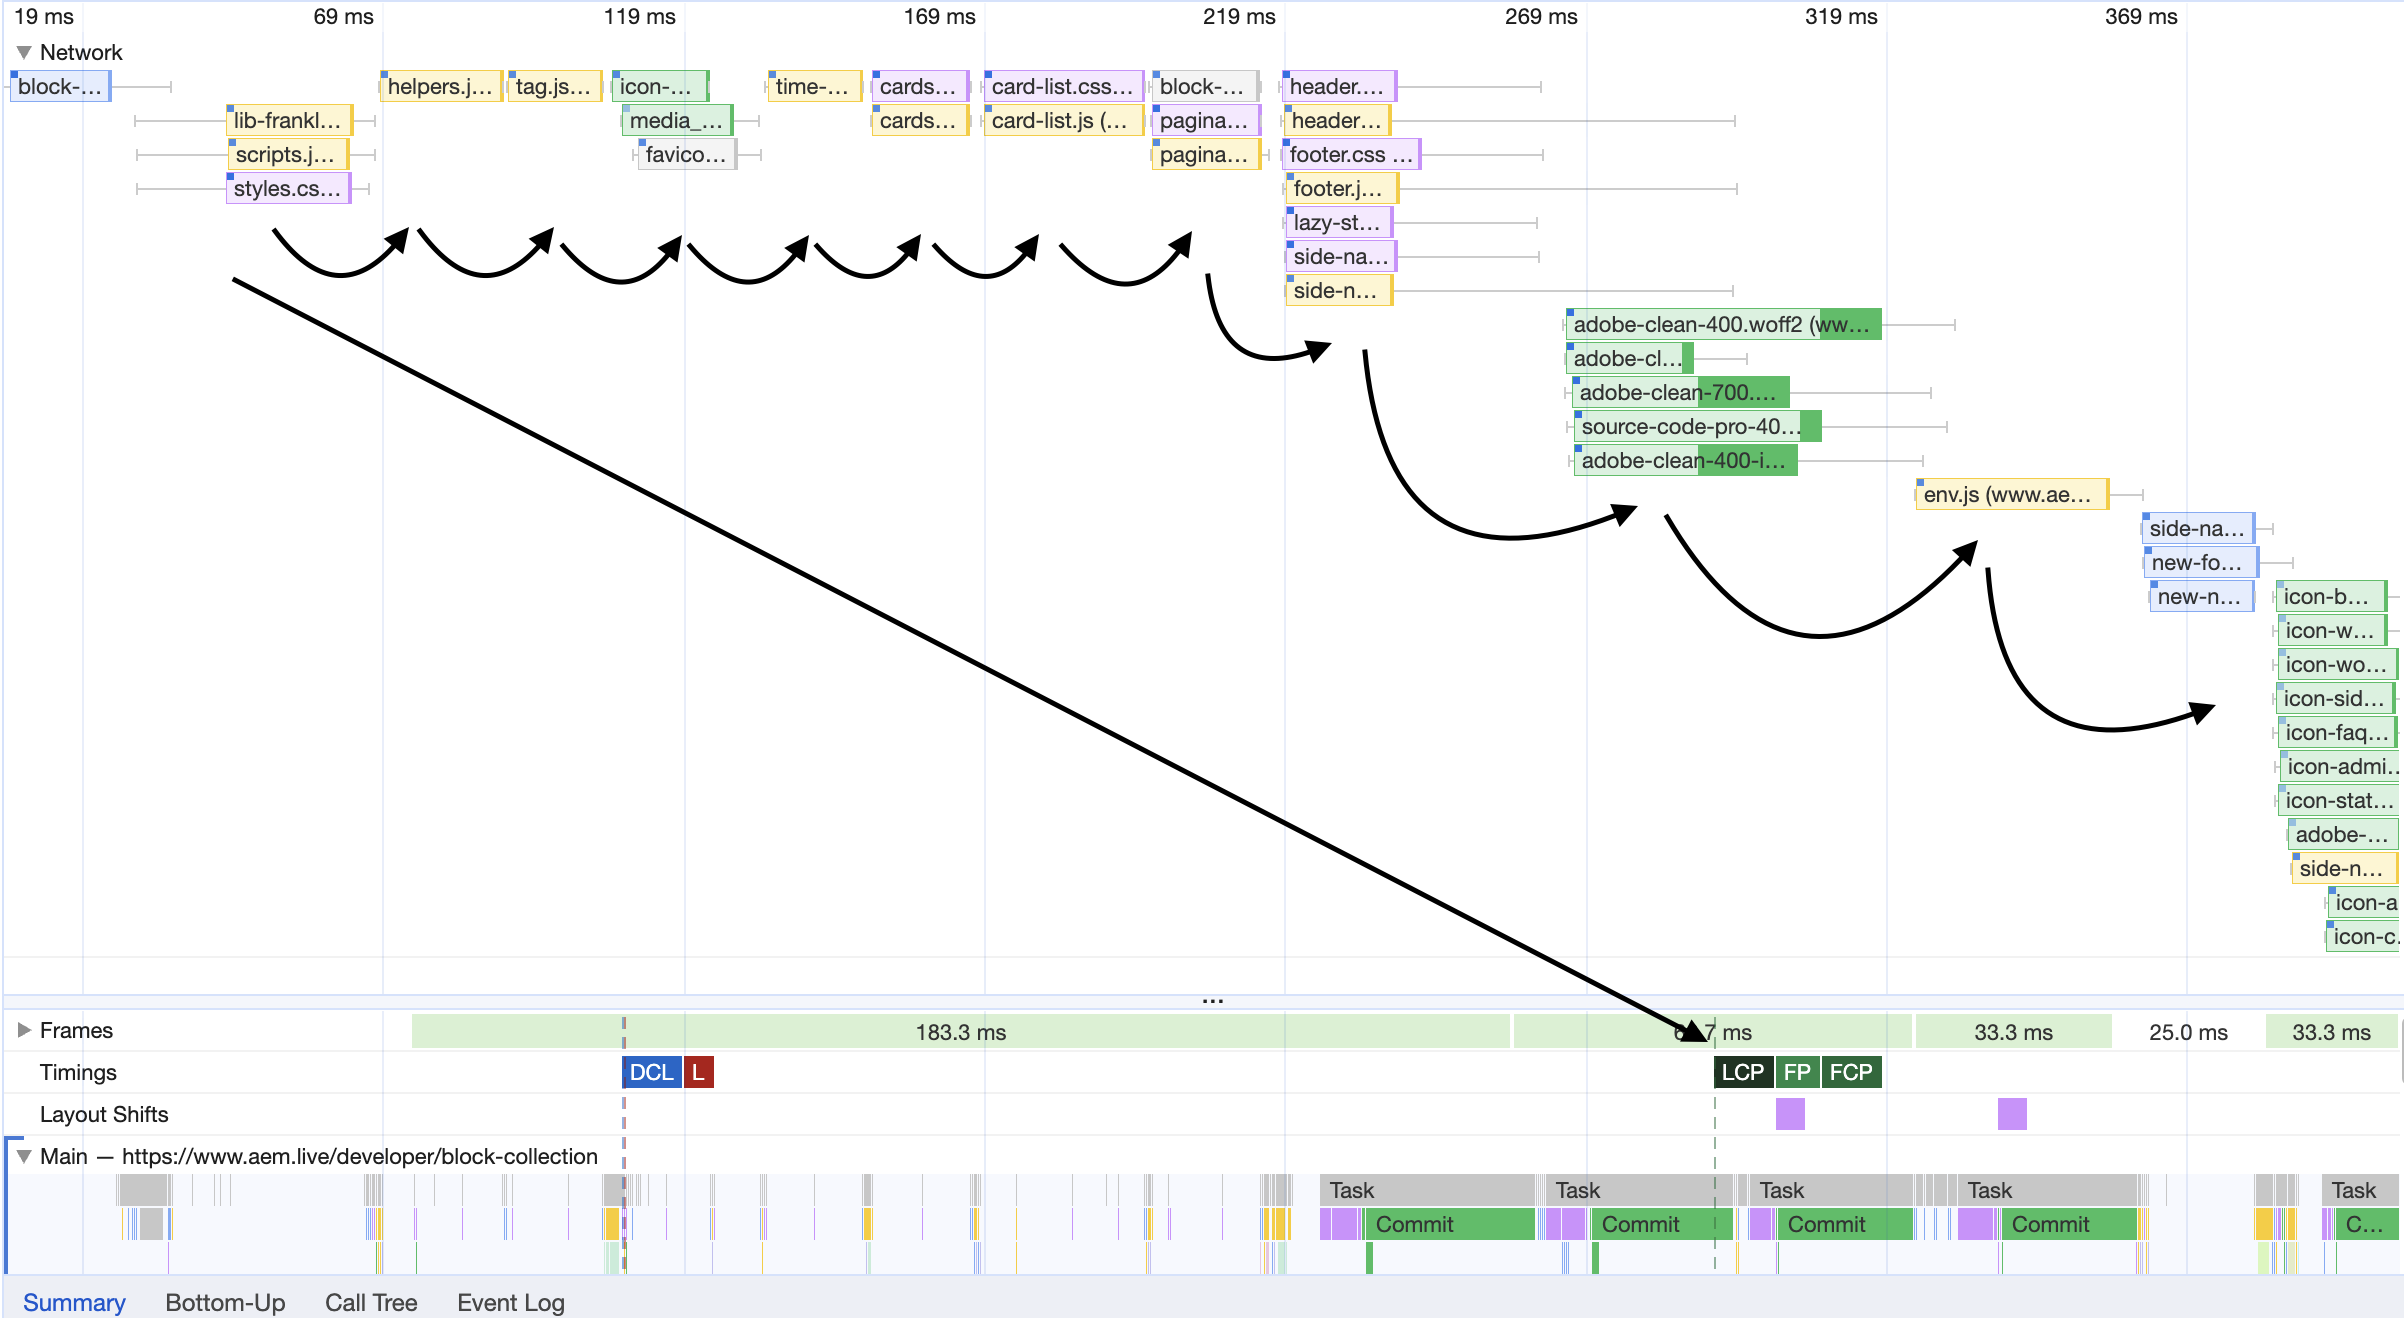 19 ms 69 ms 119 ms 169 ms 219 ms 269 ms 319 ms 369 ms
Network
block-... helpers.j... tag.js... icon-... time-... cards... card-list.css... block-... header....
lib-frankl... media_... cards... card-list.js (... pagina... header...
scripts.j... favico... pagina... footer.css ...
styles.cs... footer.j...
lazy-st...
side-na...
side-n...
adobe-clean-400.woff2 (ww...
adobe-cl...
adobe-clean-700....
source-code-pro-40...
adobe-clean-400-i...
env.js (www.ae...
side-na...
new-fo...
new-n... icon-b...
icon-w...
icon-wo...
icon-sid...
icon-faq...
icon-admi..
icon-stat...
adobe-...
side-n...
icon-a
icon-c.
...
Frames 183.3 ms 7 ms 33.3 ms 25.0 ms 33.3 ms
Timings DCL L LCP FP FCP
Layout Shifts
Main — https://www.aem.live/developer/block-collection
Task Task Task Task Task
Commit Commit Commit Commit C...
Summary Bottom-Up Call Tree Event Log